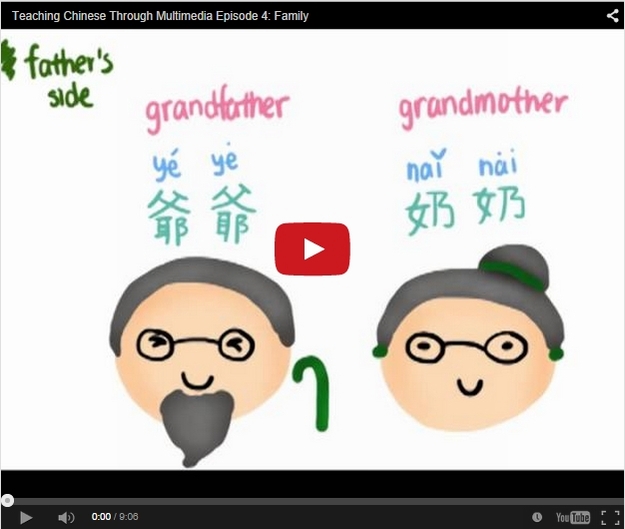 Teaching Chinese Through Multimedia Episode 4: Family
father's
side
grandfather
grandmother
yé yė
naǐ nài
爺 爺
奶 奶
0:00 / 9:06
YouTube